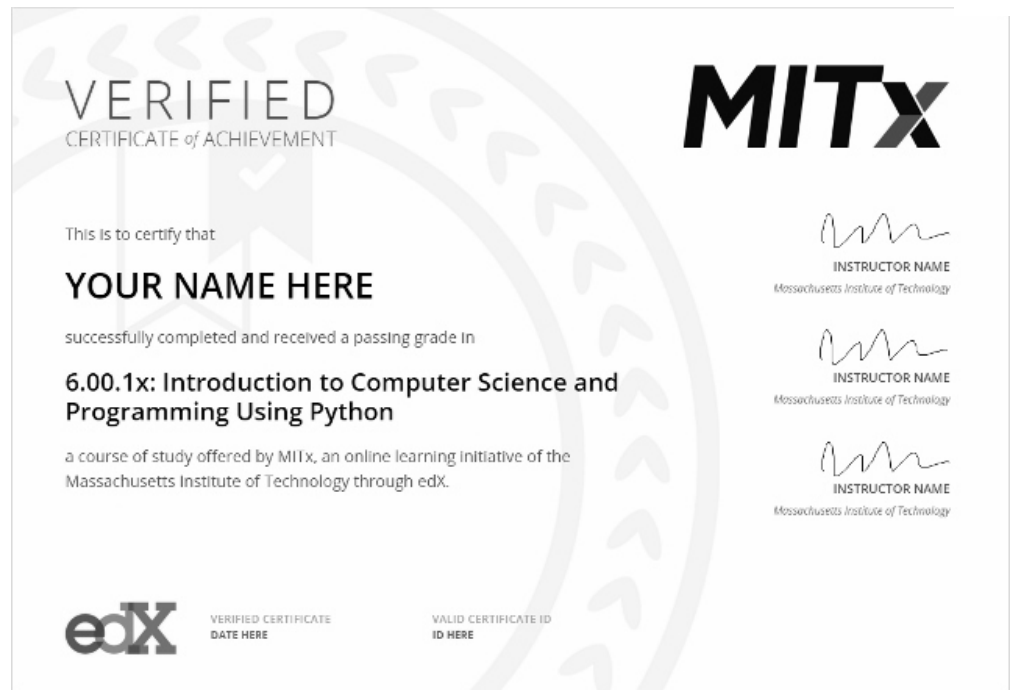 VERIFIED
CERTIFICATE of ACHIEVEMENT
MITx
This is to certify that
YOUR NAME HERE
successfully completed and received a passing grade in
6.00.1x: Introduction to Computer Science and
Programming Using Python
a course of study offered by MITx, an online learning initiative of the
Massachusetts Institute of Technology through edX.
INSTRUCTOR NAME
Massachusetts Institute of Technology
INSTRUCTOR NAME
Massachusetts Institute of Technology
INSTRUCTOR NAME
Massachusetts Institute of Technology
edX
VERIFIED CERTIFICATE
DATE HERE
VALID CERTIFICATE ID
ID HERE